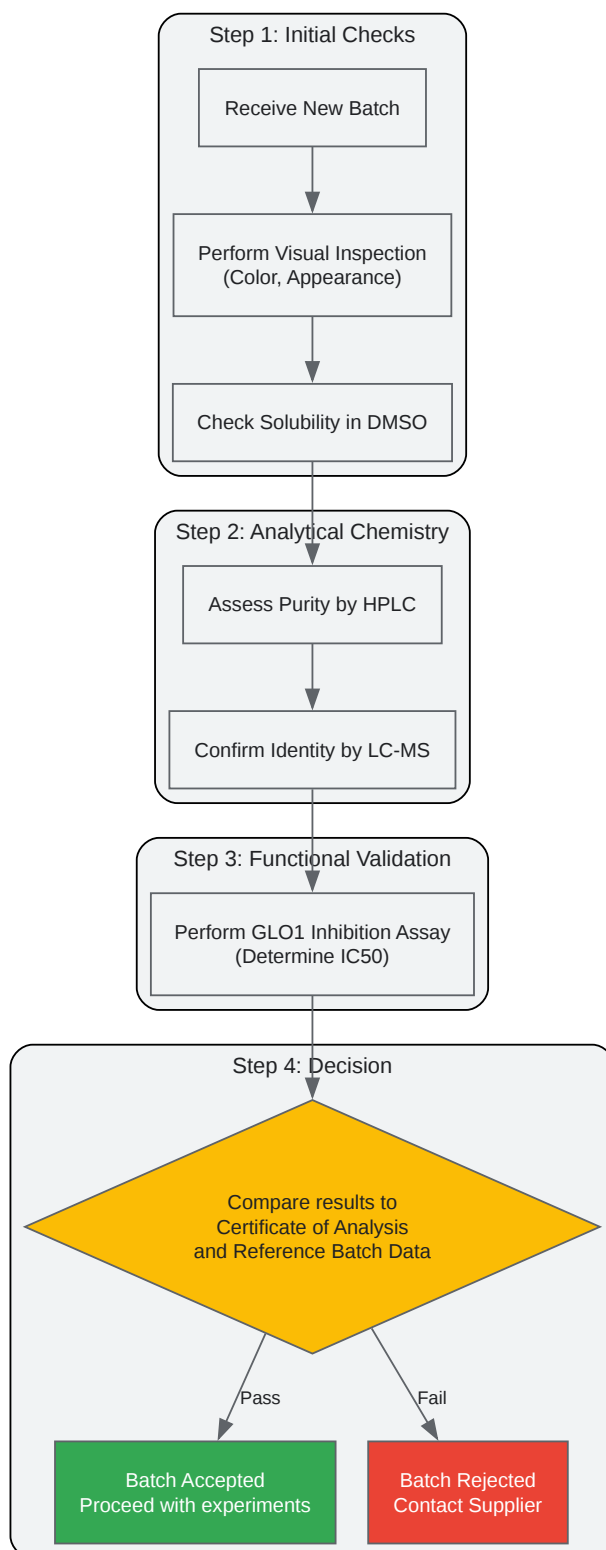 Step 1: Initial Checks
Receive New Batch
Perform Visual Inspection
(Color, Appearance)
Check Solubility in DMSO
Step 2: Analytical Chemistry
Assess Purity by HPLC
Confirm Identity by LC-MS
Step 3: Functional Validation
Perform GLO1 Inhibition Assay
(Determine IC50)
Step 4: Decision
Compare results to
Certificate of Analysis
and Reference Batch Data
Pass
Fail
Batch Accepted
Proceed with experiments
Batch Rejected
Contact Supplier